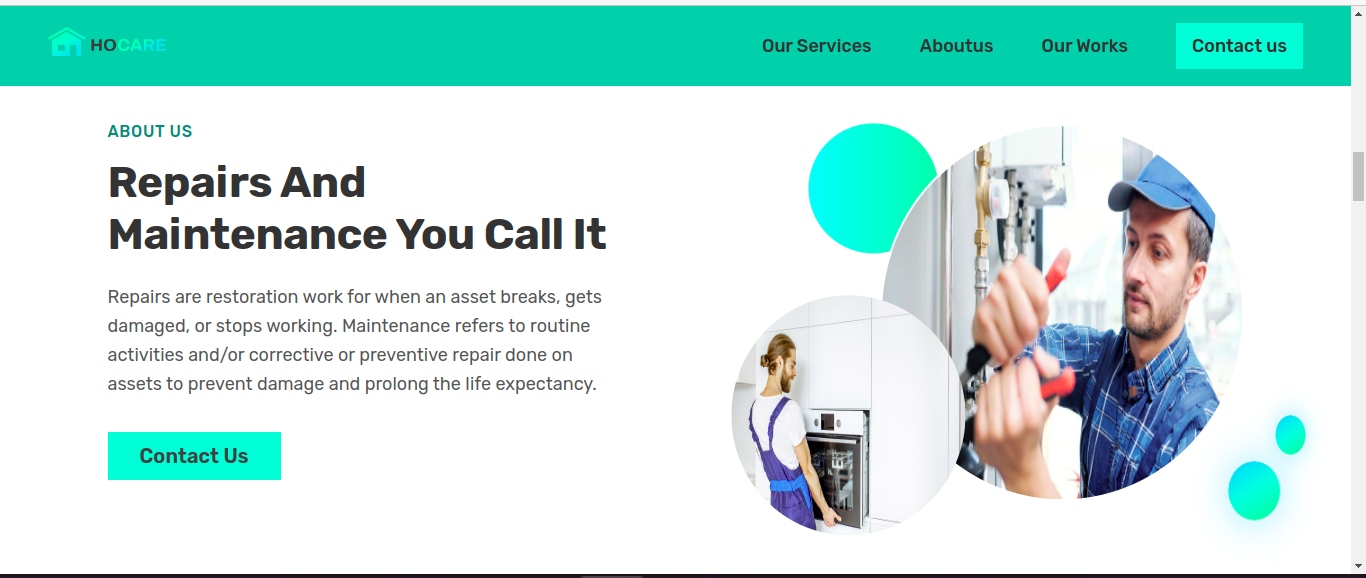 HOCARE
Our Services
Aboutus
Our Works
Contact us
ABOUT US
Repairs And
Maintenance You Call It
Repairs are restoration work for when an asset breaks, gets
damaged, or stops working. Maintenance refers to routine
activities and/or corrective or preventive repair done on
assets to prevent damage and prolong the life expectancy.
Contact Us